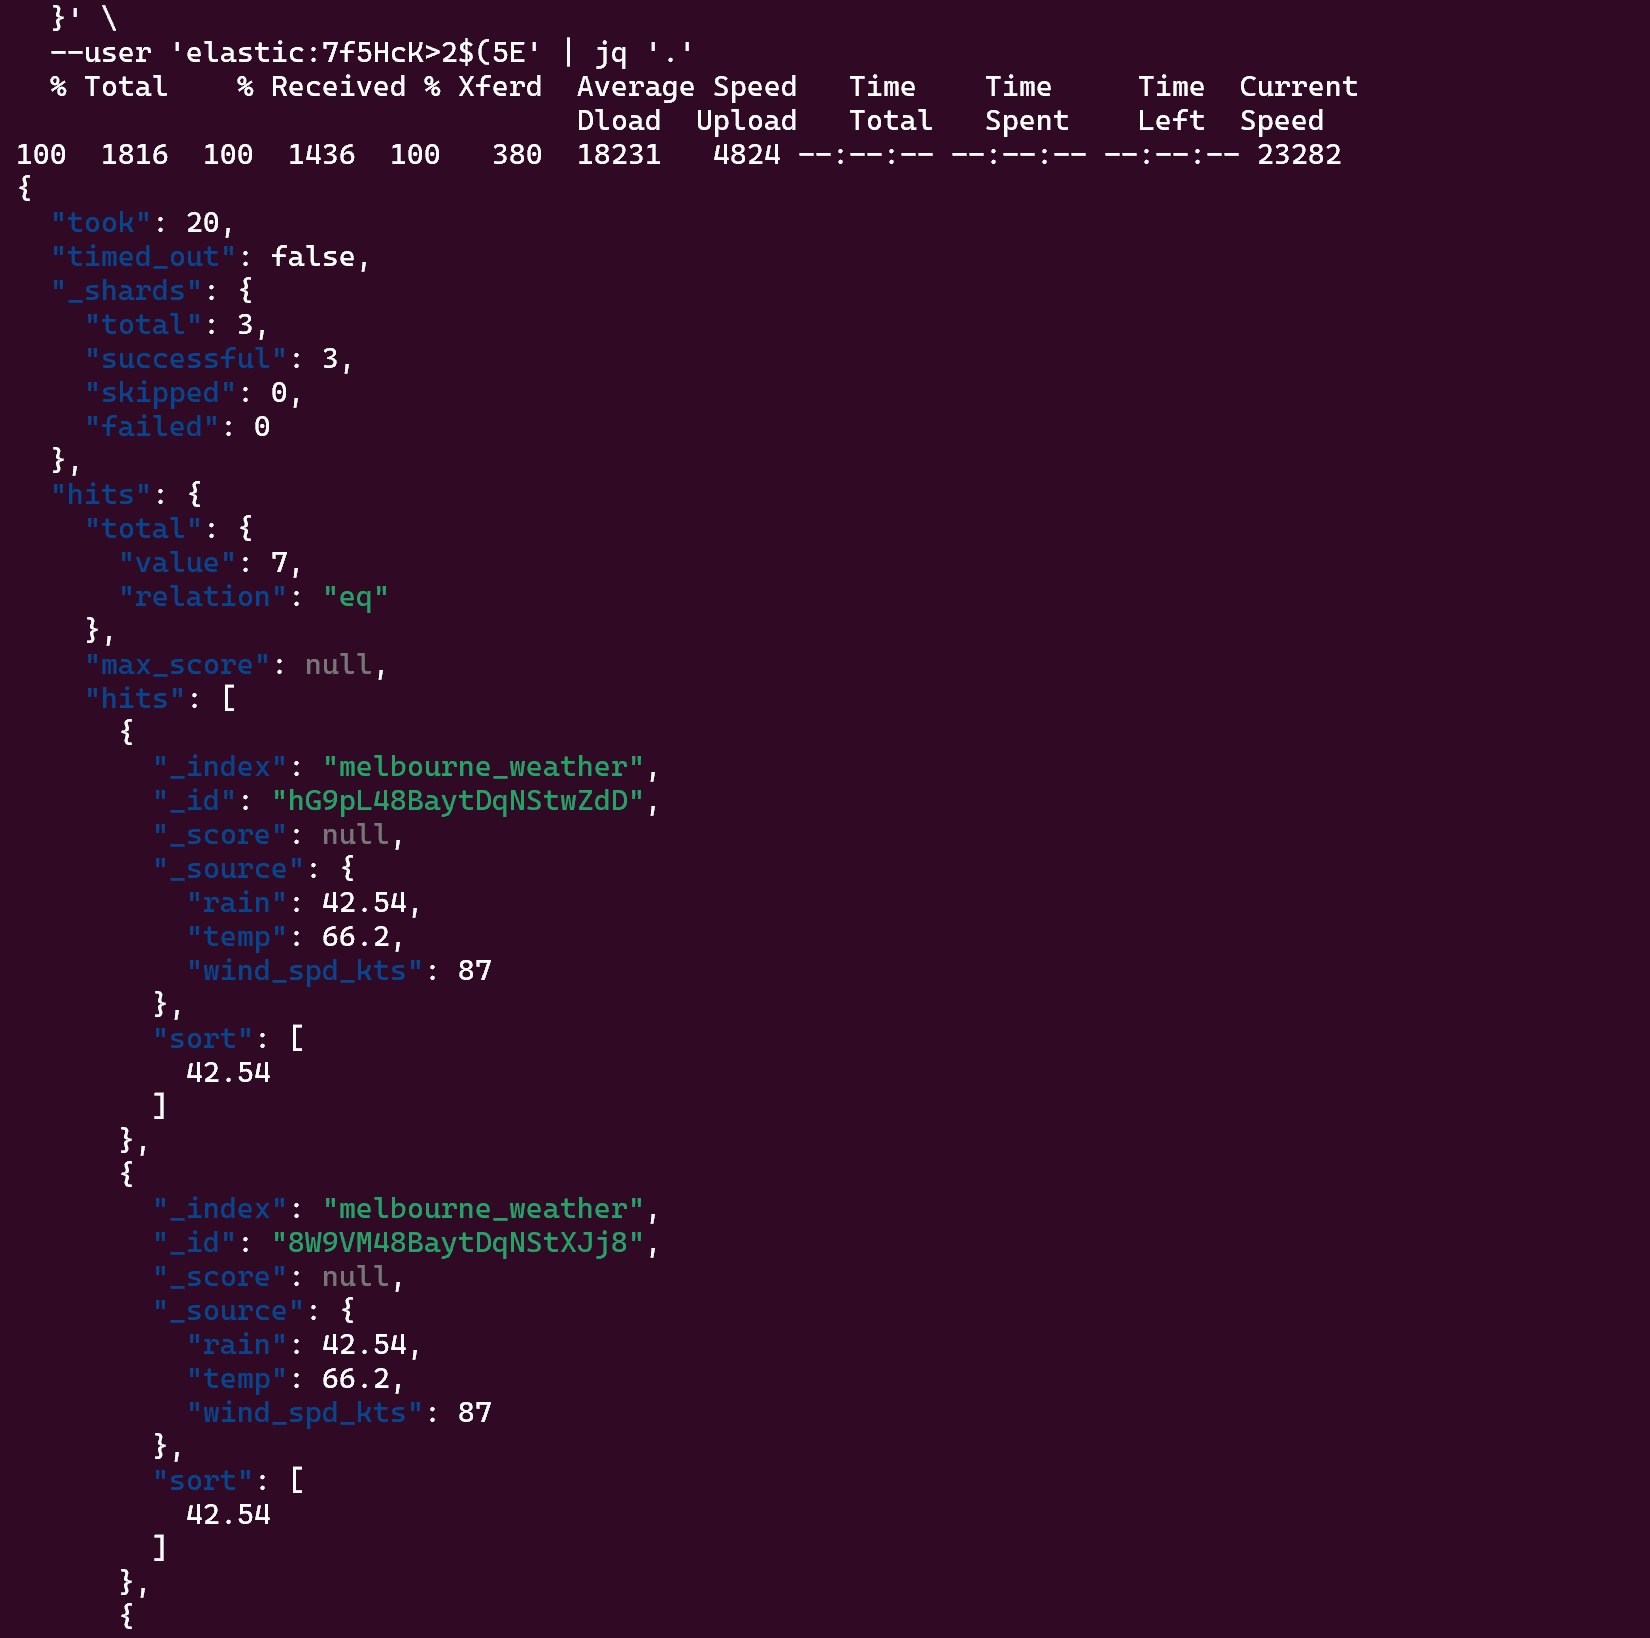 }' \
--user 'elastic:7f5HcK>2$(5E' | jq '.'
% Total % Received % Xferd Average Speed Time Time Time Current
Dload Upload Total Spent Left Speed
100 1816 100 1436 100 380 18231 4824 --:--:-- --:--:-- --:--:-- 23282
{
"took": 20,
"timed_out": false,
"_shards": {
"total": 3,
"successful": 3,
"skipped": 0,
"failed": 0
},
"hits": {
"total": {
"value": 7,
"relation": "eq"
},
"max_score": null,
"hits": [
{
"_index": "melbourne_weather",
"_id": "hG9pL48BaytDqNStwZdD",
"_score": null,
"_source": {
"rain": 42.54,
"temp": 66.2,
"wind_spd_kts": 87
},
"sort": [
42.54
]
},
{
"_index": "melbourne_weather",
"_id": "8W9VM48BaytDqNStXJj8",
"_score": null,
"_source": {
"rain": 42.54,
"temp": 66.2,
"wind_spd_kts": 87
},
"sort": [
42.54
]
},
{